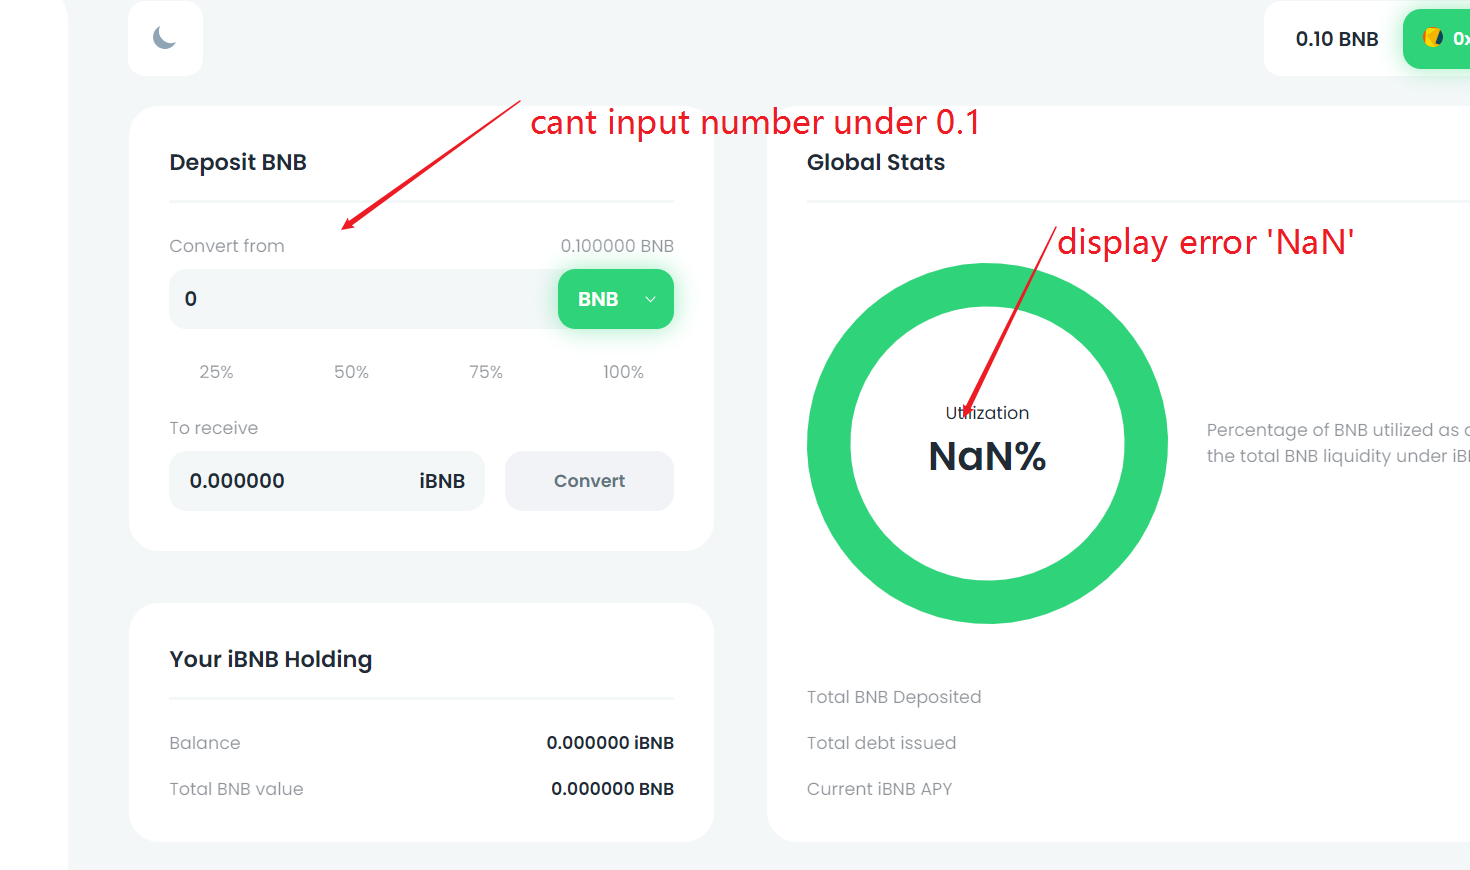 0.10 BNB
0x
cant input number under 0.1
Deposit BNB
Global Stats
display error 'NaN'
Convert from
0.100000 BNB
0
BNB
25%
50%
75%
100%
To receive
0.000000
iBNB
Convert
Utilization
NaN%
Percentage of BNB utilized as
the total BNB liquidity under
Your iBNB Holding
Balance
0.000000 iBNB
Total BNB value
0.000000 BNB
Total BNB Deposited
Total debt issued
Current iBNB APY